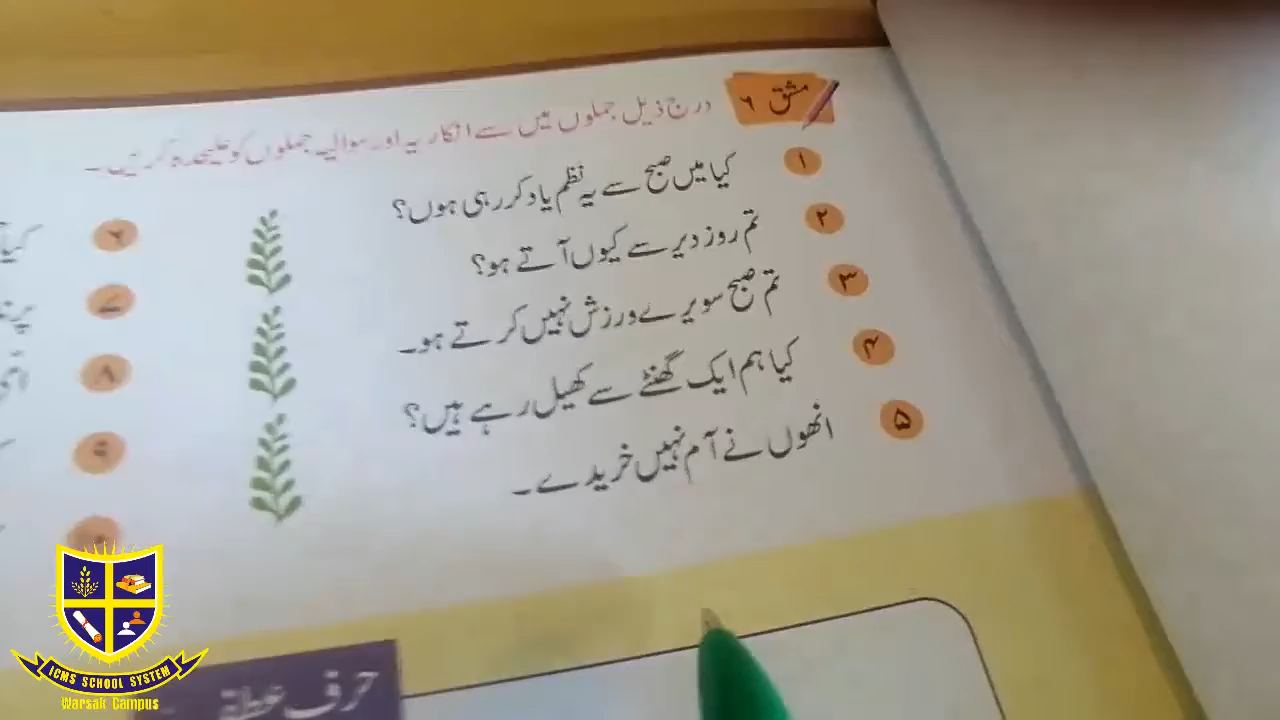 مشق ۶
درج ذیل جملوں میں سے انکاریہ اور سوالیہ جملوں کو علیحدہ کریں۔
۱ کیا میں صبح سے یہ نظم یاد کر رہی ہوں؟
۲ تم روز دیر سے کیوں آتے ہو؟
۳ تم صبح سویرے ورزش نہیں کرتے ہو۔
۴ کیا ہم ایک گھنٹے سے کھیل رہے ہیں؟
۵ انھوں نے آم نہیں خریدے۔
۶
۷
۸
۹
حرف عطف
ICMS SCHOOL SYSTEM
Warsak Campus